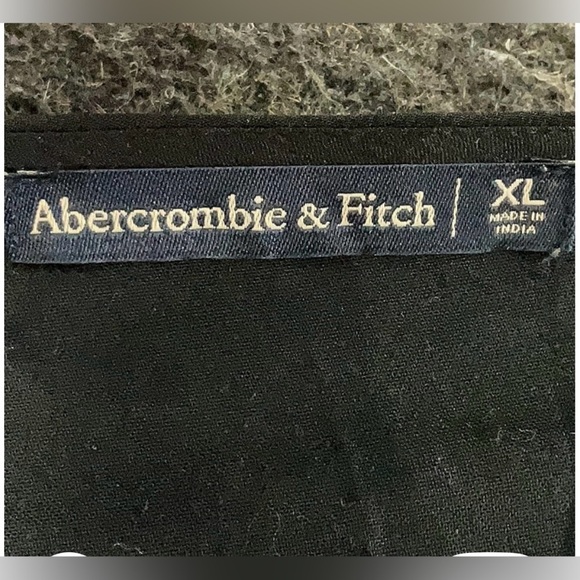 Abercrombie & Fitch | XL
MADE IN
INDIA